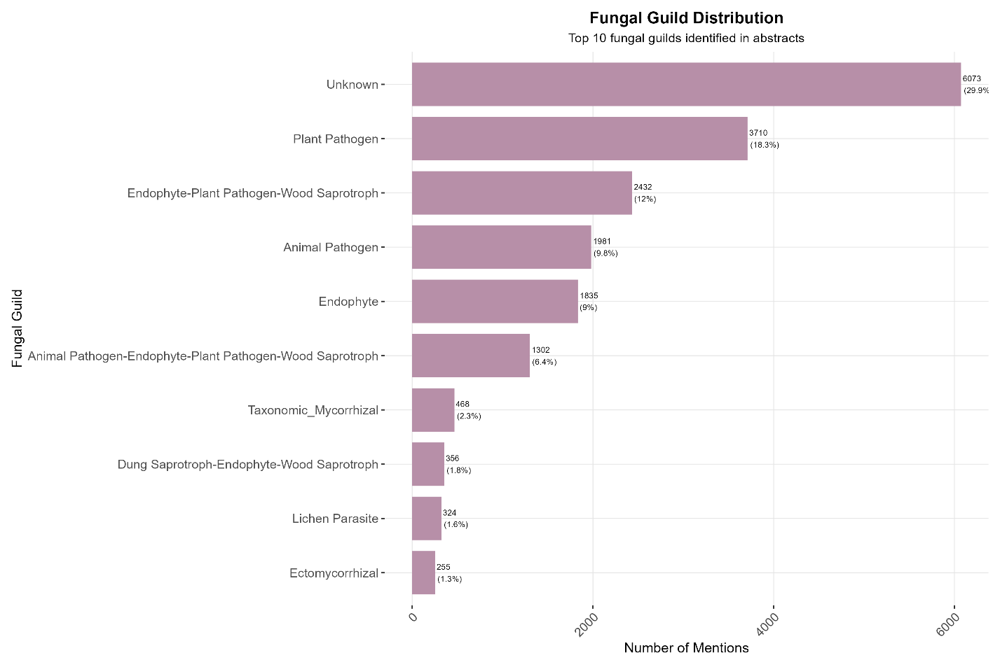 Fungal Guild Distribution
Top 10 fungal guilds identified in abstracts
Fungal Guild
Unknown
6073
(29.9%
Plant Pathogen
3710
(18.3%)
Endophyte-Plant Pathogen-Wood Saprotroph
2432
(12%)
Animal Pathogen
1981
(9.8%)
Endophyte
1835
(9%)
Animal Pathogen-Endophyte-Plant Pathogen-Wood Saprotroph
1302
(6.4%)
Taxonomic_Mycorrhizal
468
(2.3%)
Dung Saprotroph-Endophyte-Wood Saprotroph
356
(1.8%)
Lichen Parasite
324
(1.6%)
Ectomycorrhizal
255
(1.3%)
0
2000
4000
6000
Number of Mentions